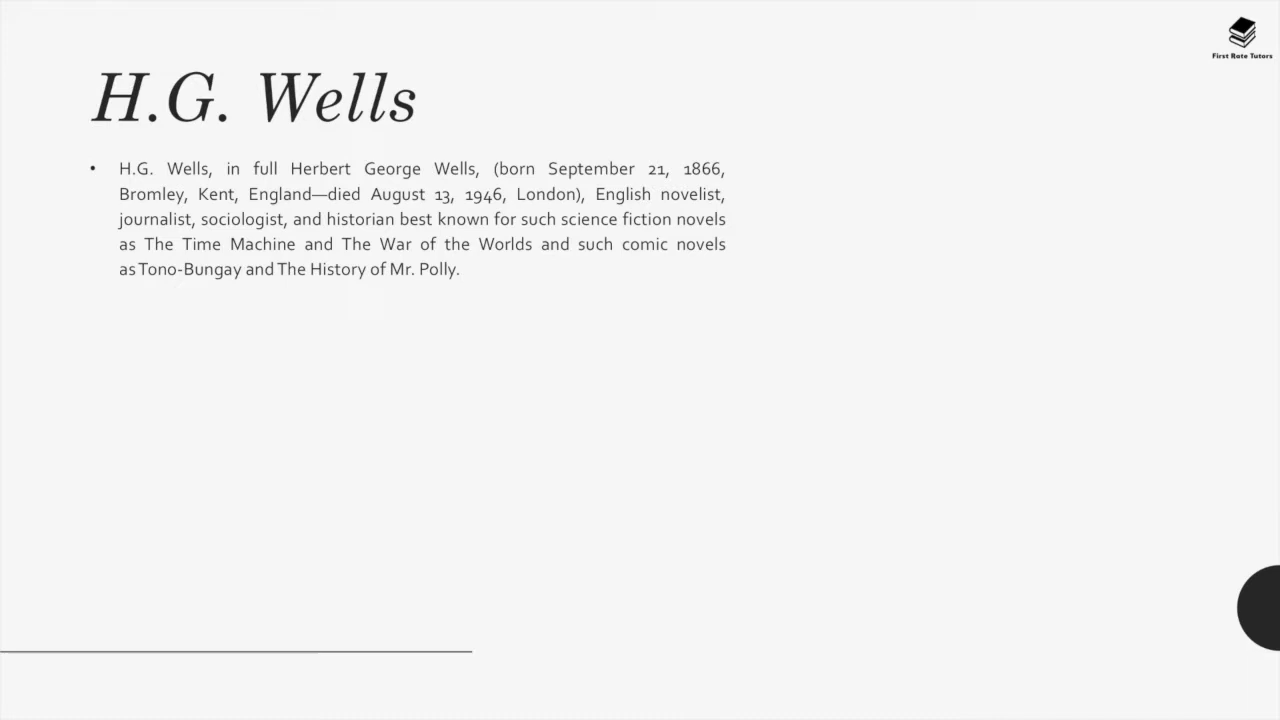 First Rate Tutors
H.G. Wells
• H.G. Wells, in full Herbert George Wells, (born September 21, 1866,
Bromley, Kent, England—died August 13, 1946, London), English novelist,
journalist, sociologist, and historian best known for such science fiction novels
as The Time Machine and The War of the Worlds and such comic novels
as Tono-Bungay and The History of Mr. Polly.